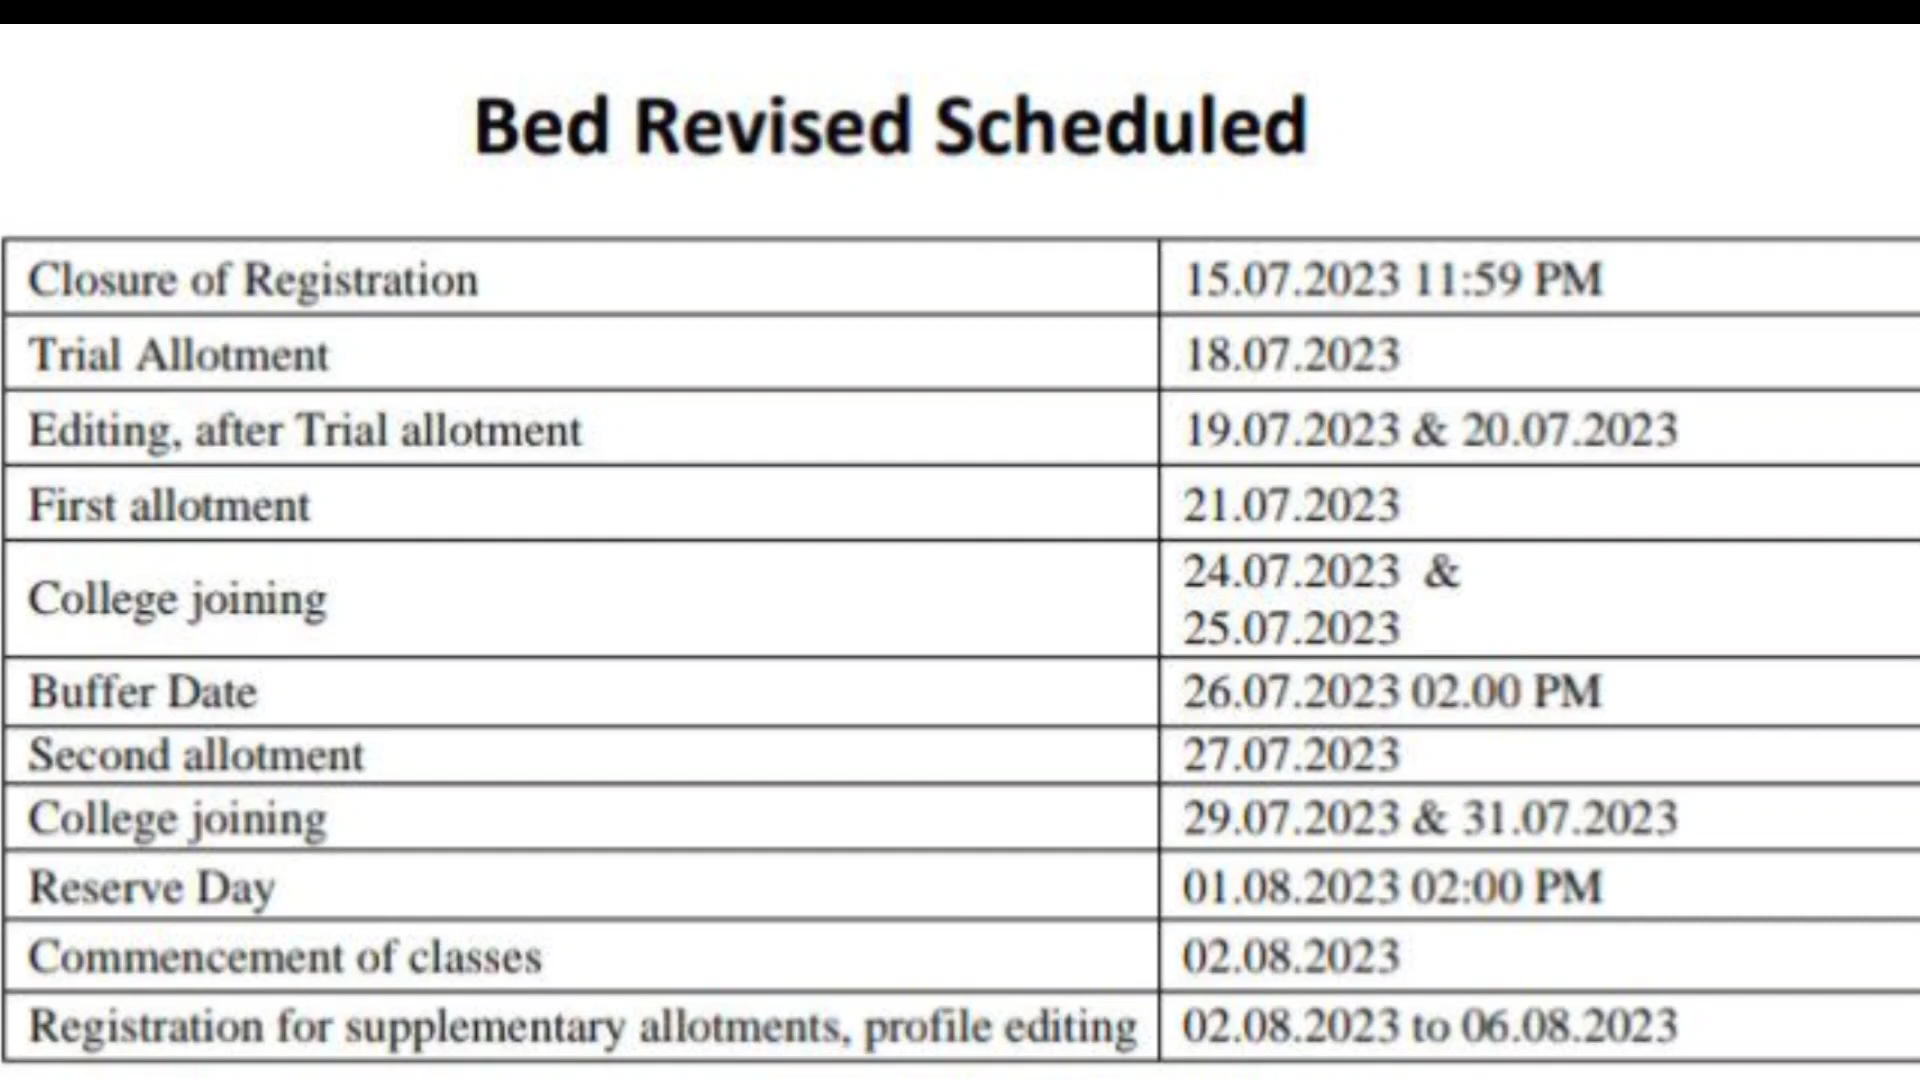 Bed Revised Scheduled
Closure of Registration 15.07.2023 11:59 PM
Trial Allotment 18.07.2023
Editing, after Trial allotment 19.07.2023 & 20.07.2023
First allotment 21.07.2023
College joining 24.07.2023 &
25.07.2023
Buffer Date 26.07.2023 02.00 PM
Second allotment 27.07.2023
College joining 29.07.2023 & 31.07.2023
Reserve Day 01.08.2023 02:00 PM
Commencement of classes 02.08.2023
Registration for supplementary allotments, profile editing 02.08.2023 to 06.08.2023